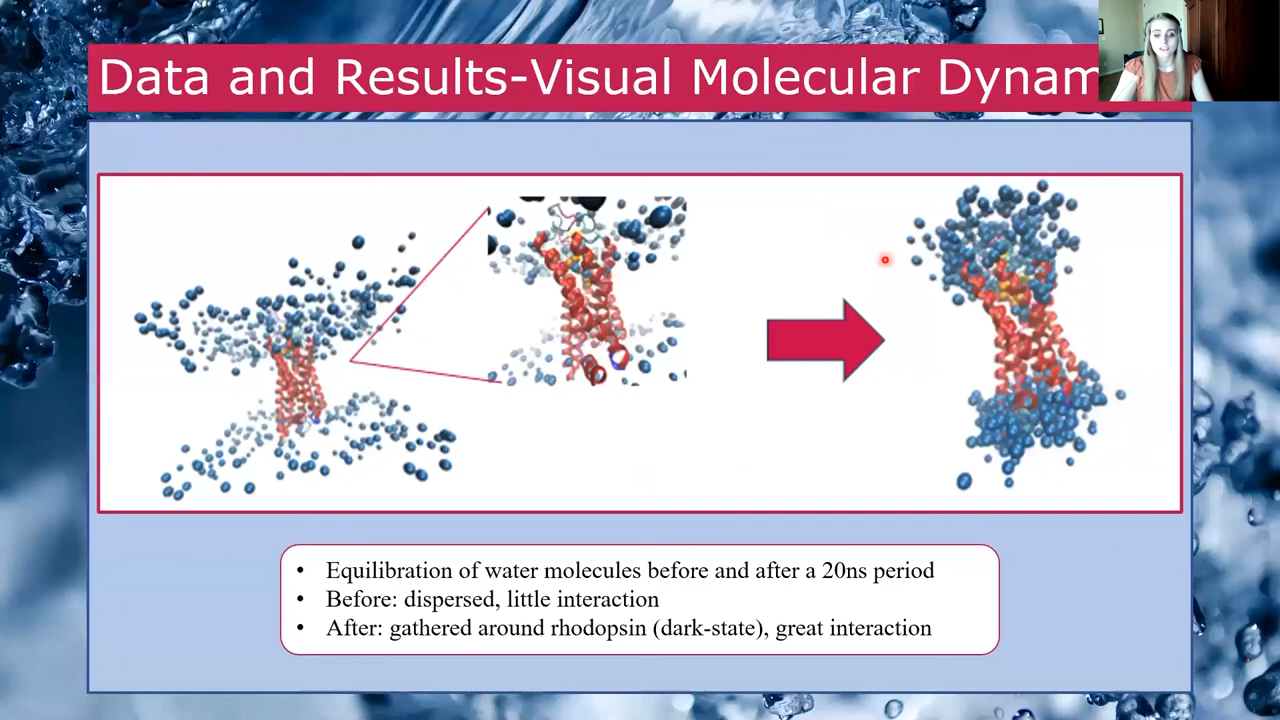 Data and Results-Visual Molecular Dynam
• Equilibration of water molecules before and after a 20ns period
• Before: dispersed, little interaction
• After: gathered around rhodopsin (dark-state), great interaction